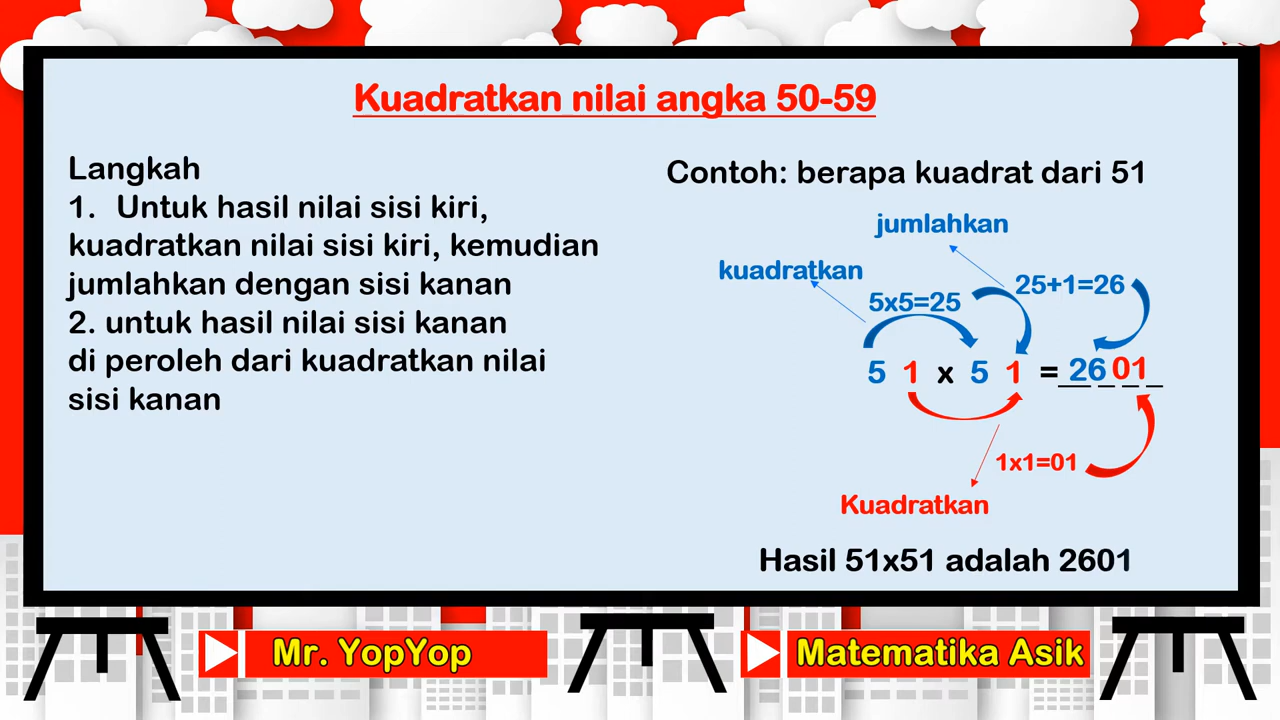 Kuadratkan nilai angka 50-59
Langkah
1. Untuk hasil nilai sisi kiri,
kuadratkan nilai sisi kiri, kemudian
jumlahkan dengan sisi kanan
2. untuk hasil nilai sisi kanan
di peroleh dari kuadratkan nilai
sisi kanan
Contoh: berapa kuadrat dari 51
jumlahkan
kuadratkan
5x5=25
25+1=26
5 1 x 5 1 = 26 01
1x1=01
Kuadratkan
Hasil 51x51 adalah 2601
Mr. YopYop
Matematika Asik